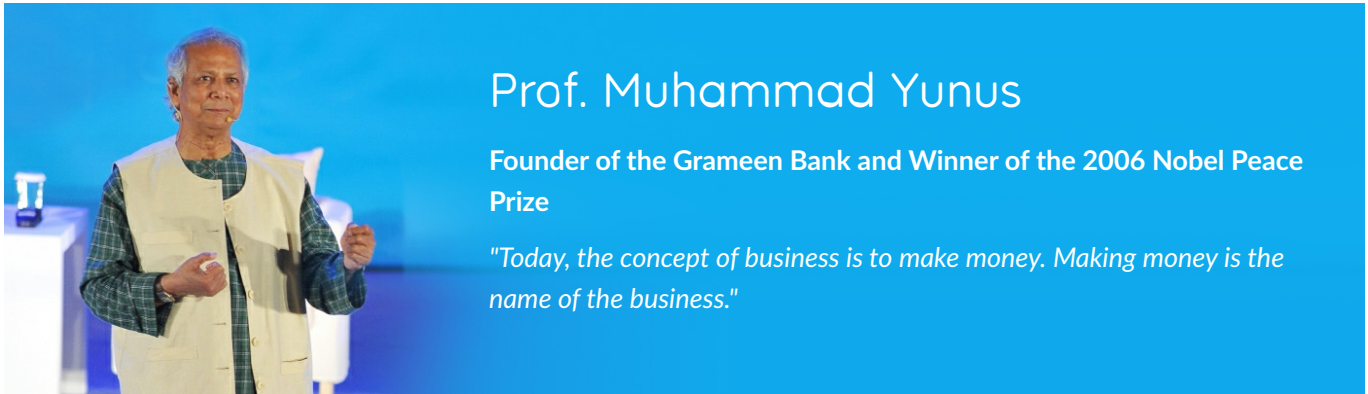 Prof. Muhammad Yunus
Founder of the Grameen Bank and Winner of the 2006 Nobel Peace
Prize
"Today, the concept of business is to make money. Making money is the
name of the business."